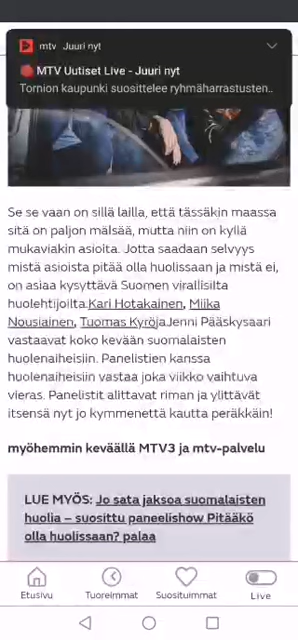 mtv Juuri nyt
MTV Uutiset Live - Juuri nyt
Tornion kaupunki suosittelee ryhmäharrastusten..
Se se vaan on sillä lailla, että tässäkin maassa
sitä on paljon mälsää, mutta niin on kyllä
mukaviakin asioita. Jotta saadaan selvyys
mistä asioista pitää olla huolissaan ja mistä ei,
on asiaa kysyttävä Suomen virallisilta
huolehtijoilta.Kari Hotakainen, Miika
Nousiainen, Tuomas KyröjaJenni Pääskysaari
vastaavat koko kevään suomalaisten
huolenaiheisiin. Panelistien kanssa
huolenaiheisiin vastaa joka viikko vaihtuva
vieras. Panelistit alittavat riman ja ylittävät
itsensä nyt jo kymmenettä kautta peräkkäin!
myöhemmin keväällä MTV3 ja mtv-palvelu
LUE MYÖS: Jo sata jaksoa suomalaisten
huolia – suosittu paneelishow Pitääkö
olla huolissaan? palaa
Etusivu Tuoreimmat Suosituimmat Live